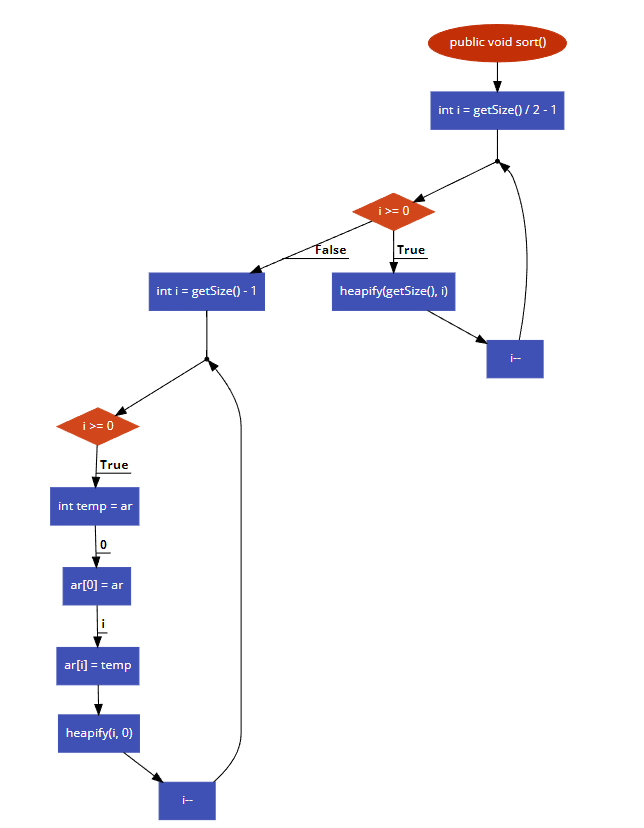 public void sort()
int i = getSize() / 2 - 1
i >= 0
False
True
int i = getSize() - 1
heapify(getSize(), i)
i--
i >= 0
True
int temp = ar
0
ar[0] = ar
i
ar[i] = temp
heapify(i, 0)
i--